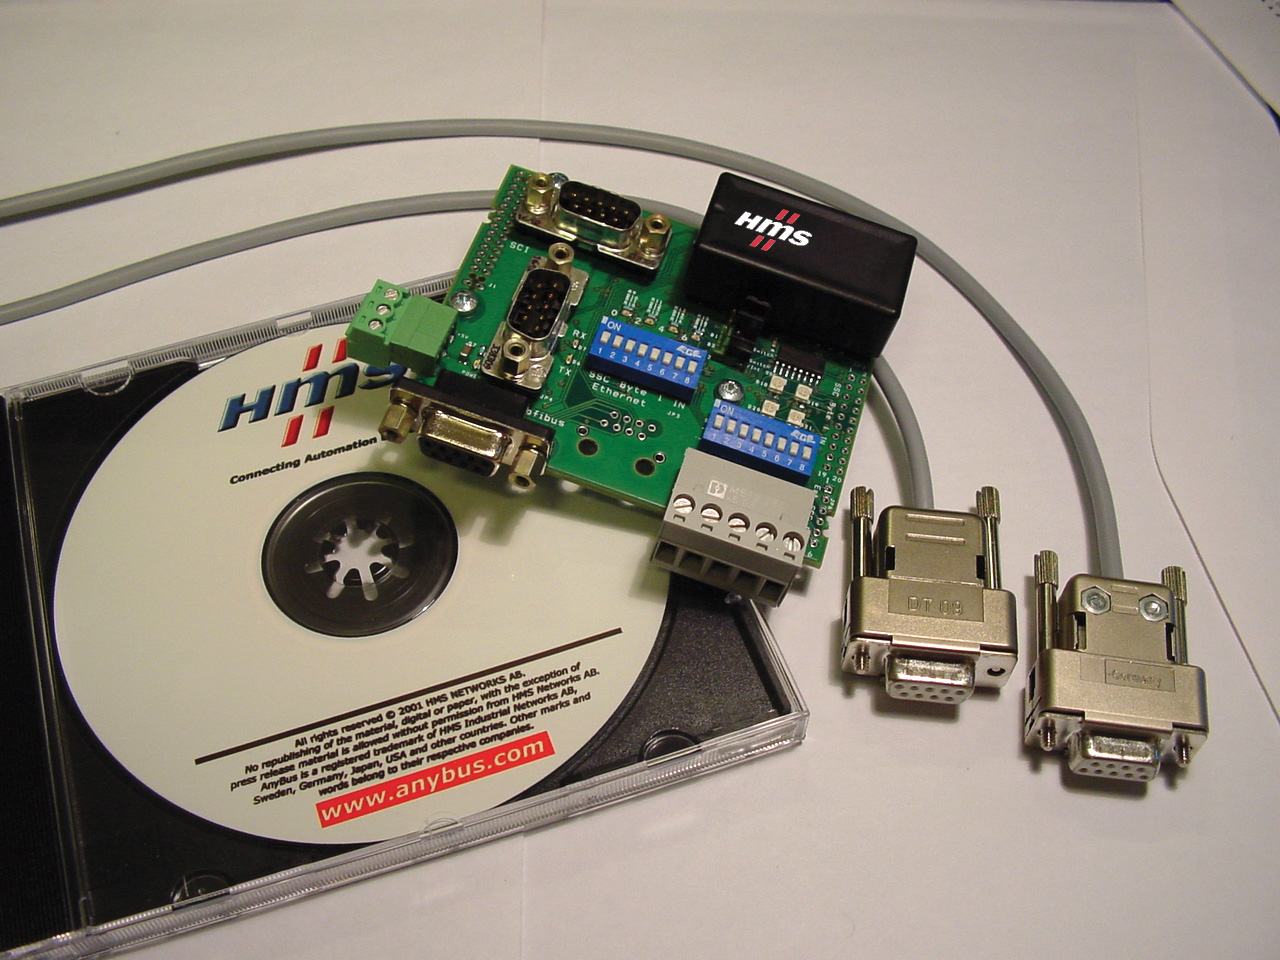 HMS
SCI
J1
RX
TX
ON
1 2 3 4 5 6 7 8
SSC Byte
Ethernet
IN
JP3
ON
1 2 3 4 5 6 7 8
HMS
Connecting Automation
DT 09
All rights reserved © 2001 HMS NETWORKS AB.
No republishing of the material, digital or paper, with the exception of
press release material is allowed without permission from HMS Networks AB.
AnyBus is a registered trademark of HMS Industrial Networks AB,
Sweden, Germany, Japan, USA and other countries. Other marks and
words belong to their respective companies.
www.anybus.com